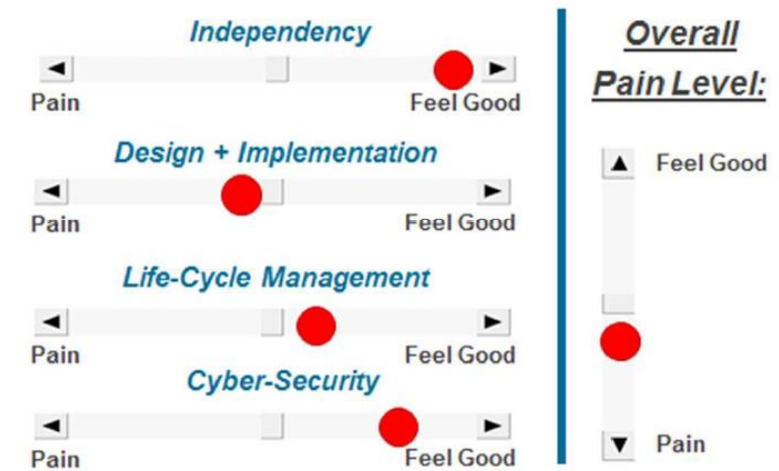 Independency
Pain
Feel Good
Design + Implementation
Pain
Feel Good
Life-Cycle Management
Pain
Feel Good
Cyber-Security
Pain
Feel Good
Overall
Pain Level:
Feel Good
Pain